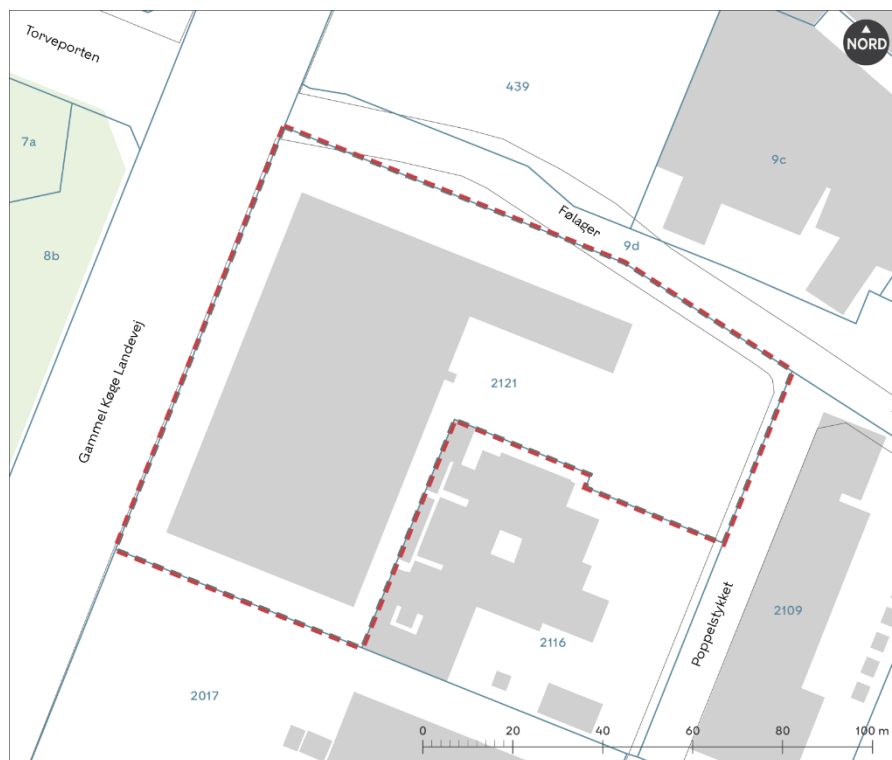 Torveporten
NORD
439
7a
9c
Følager
9d
8b
Gammel Køge Landevej
2121
Poppelstykket
2109
2116
2017
0 20 40 60 80 100 m